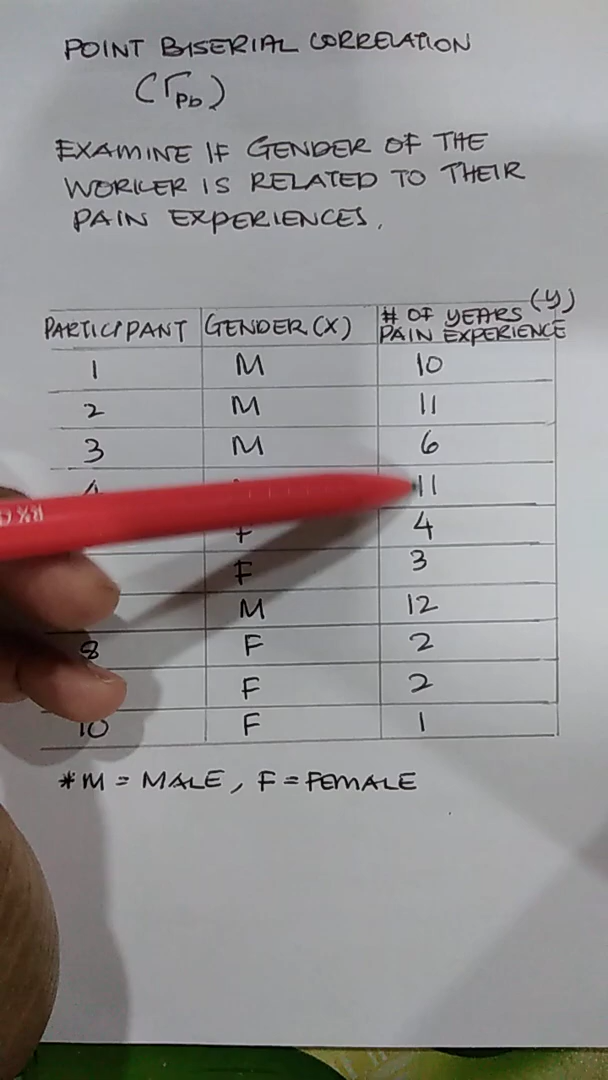 POINT BISERIAL CORRELATION
(rpb)
EXAMINE IF GENDER OF THE
WORKER IS RELATED TO THEIR
PAIN EXPERIENCES.
PARTICIPANT GENDER (X) # OF YEARS PAIN EXPERIENCE (Y)
1 M 10
2 M 11
3 M 6
11
F 4
F 3
M 12
8 F 2
F 2
10 F 1
*M = MALE, F = FEMALE